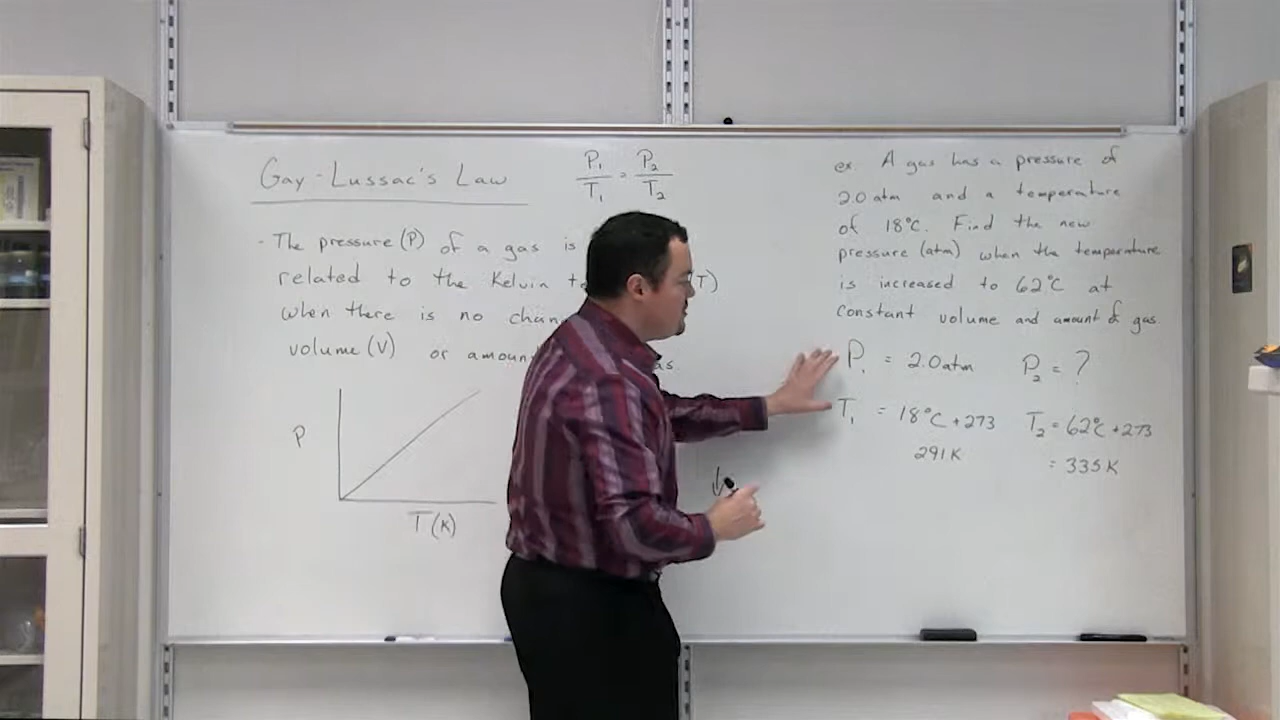 Gay-Lussac's Law
P₁/T₁ = P₂/T₂
- The pressure (P) of a gas is
related to the Kelvin (T)
when there is no
volume (V) or
P
T(K)
ex. A gas has a pressure of
2.0 atm and a temperature
of 18°C. Find the new
pressure (atm) when the temperature
is increased to 62°C at
constant volume and amount of gas.
P₁ = 2.0 atm P₂ = ?
T₁ = 18°C + 273 T₂ = 62°C + 273
291 K = 335 K